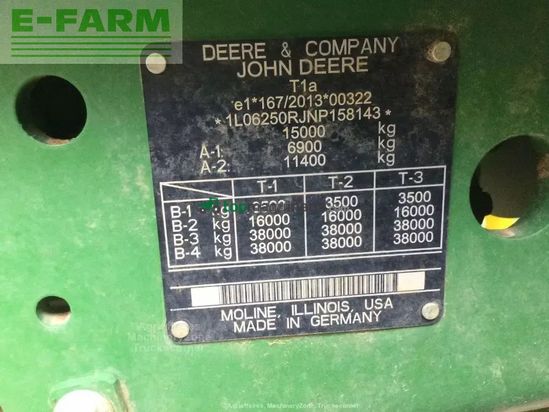 E-FARM
DEERE & COMPANY
JOHN DEERE
T1a
e1*167/2013*00322
*1L06250RJNP158143*
15000 kg
A-1: 6900 kg
A-2: 11400 kg
T-1 T-2 T-3
B-1 kg 3500 3500 3500
B-2 kg 16000 16000 16000
B-3 kg 38000 38000 38000
B-4 kg 38000 38000 38000
MOLINE, ILLINOIS, USA
MADE IN GERMANY